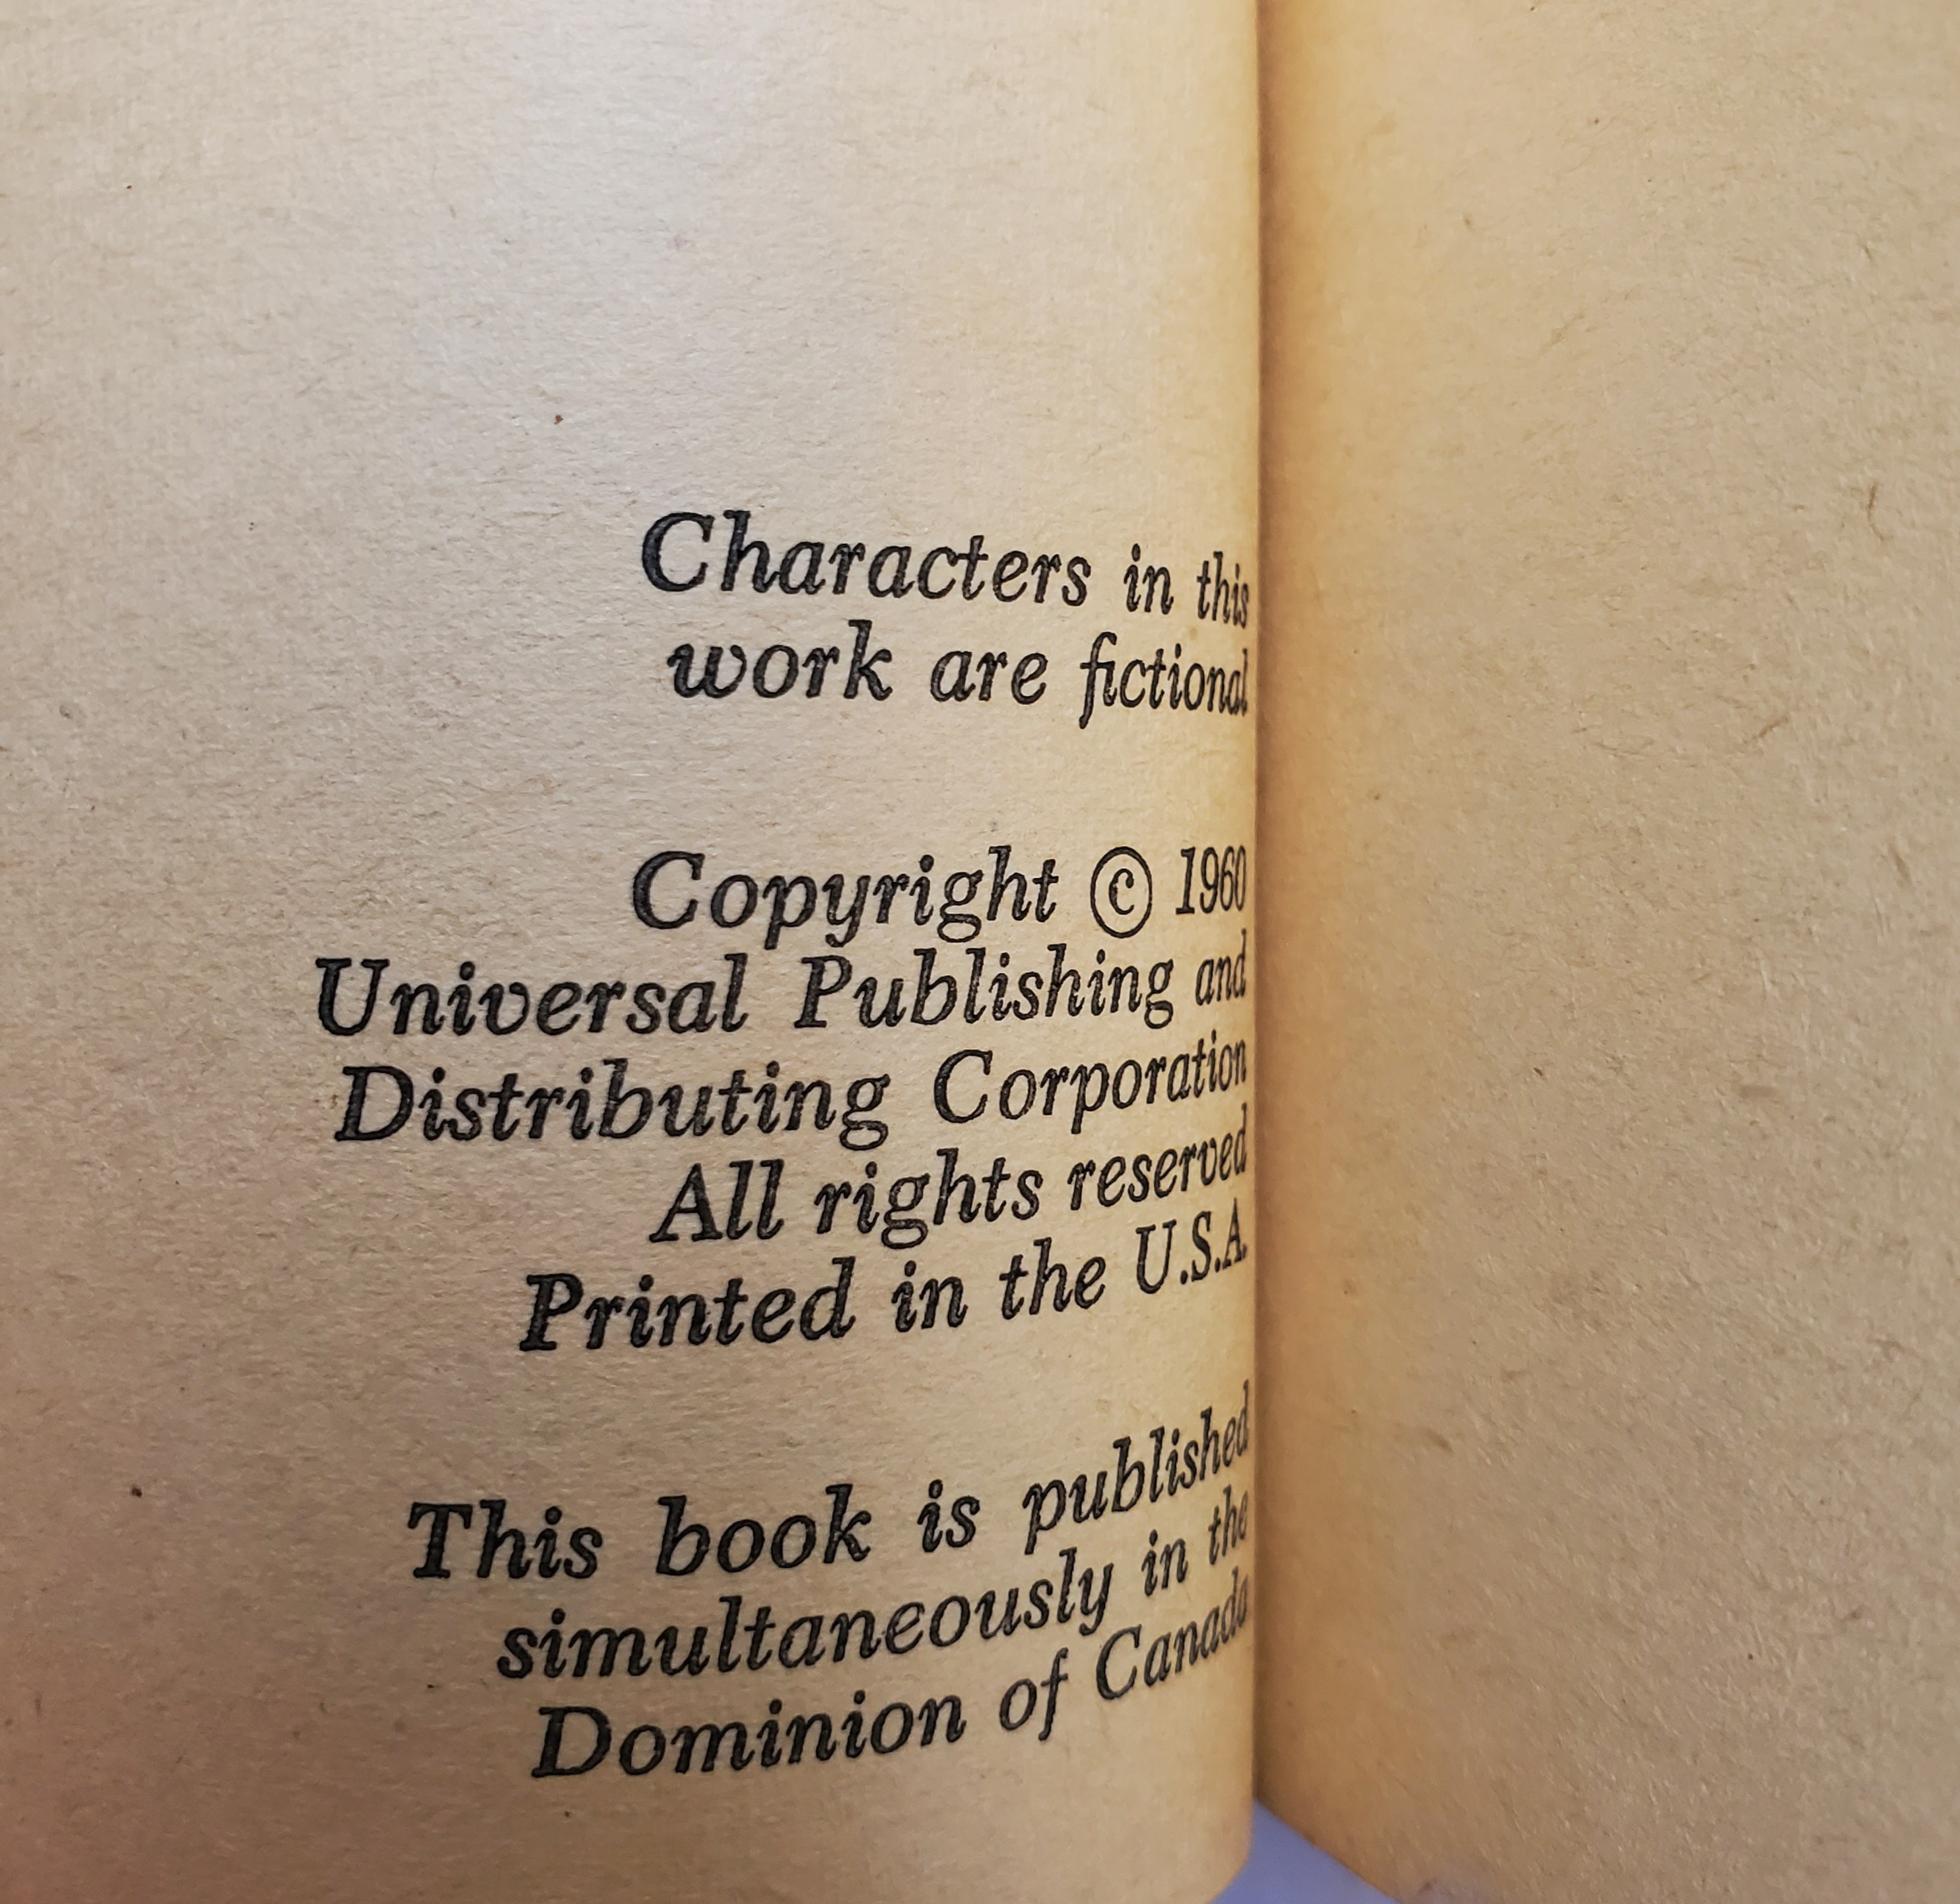 Characters in this
work are fictional
Copyright © 1960
Universal Publishing and
Distributing Corporation
All rights reserved
Printed in the U.S.A.
This book is published
simultaneously in the
Dominion of Canada